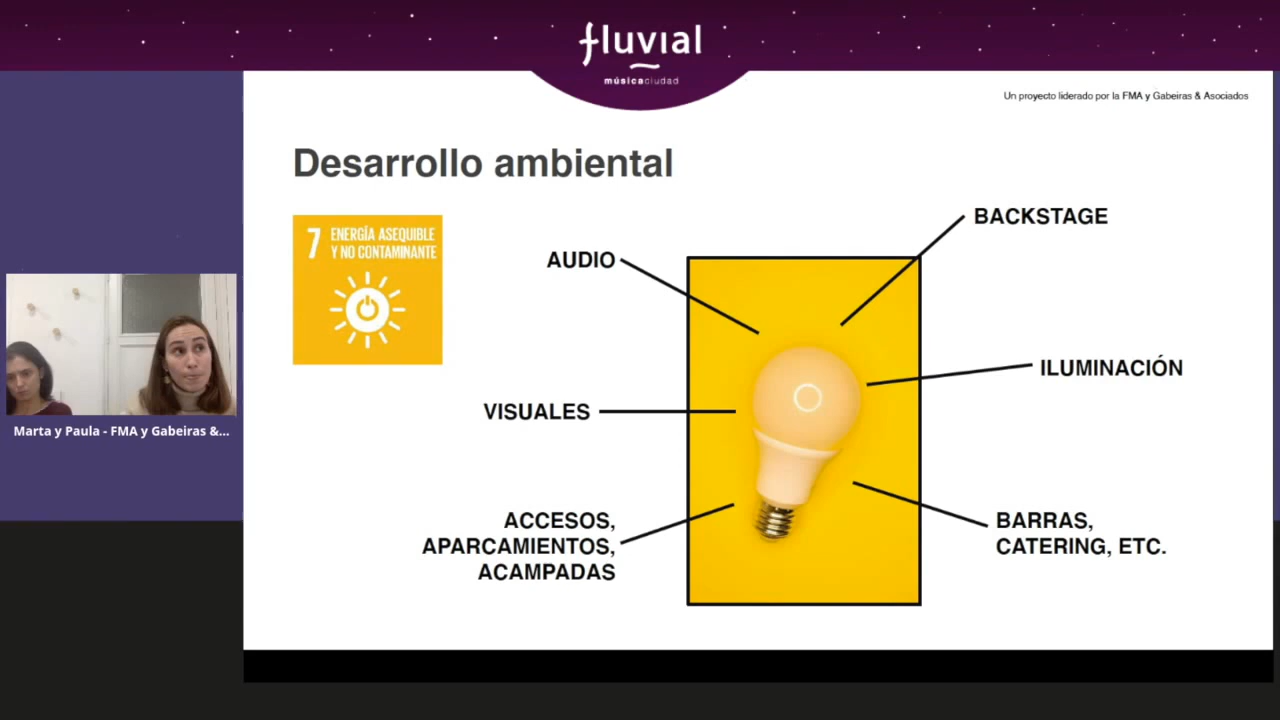 fluvial
músicaciudad
Un proyecto liderado por la FMA y Gabeiras & Asociados
Desarrollo ambiental
7 ENERGÍA ASEQUIBLE
Y NO CONTAMINANTE
BACKSTAGE
AUDIO
ILUMINACIÓN
VISUALES
ACCESOS,
APARCAMIENTOS,
ACAMPADAS
BARRAS,
CATERING, ETC.
Marta y Paula - FMA y Gabeiras &...